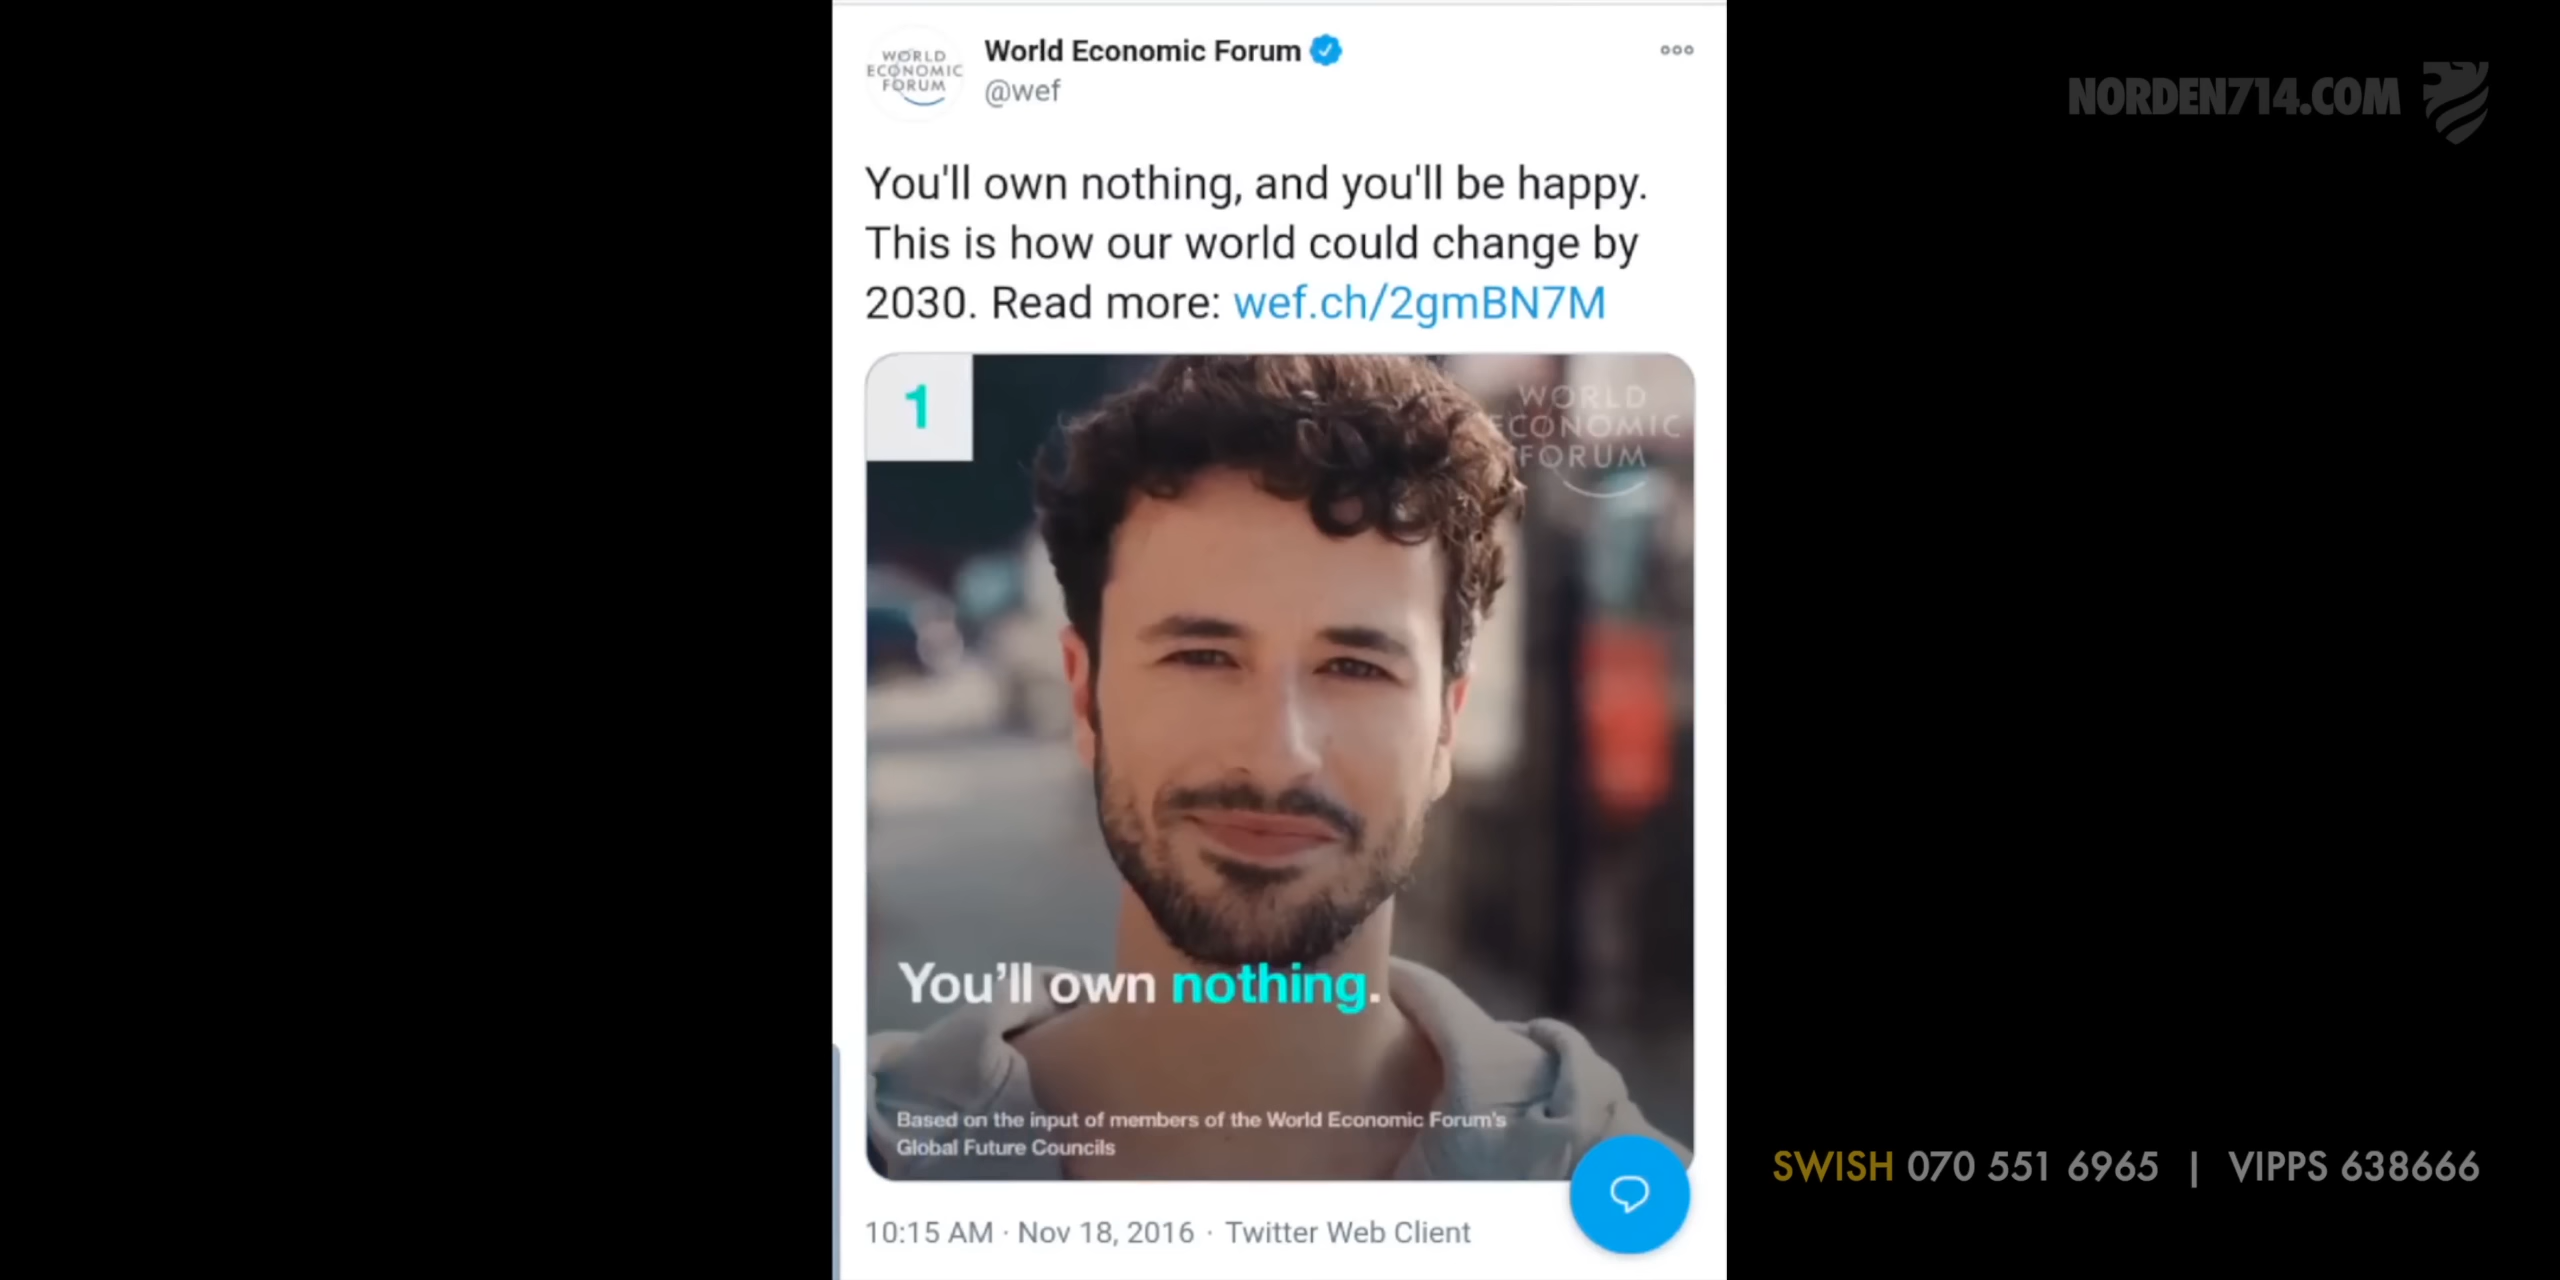 WORLD
ECONOMIC
FORUM
World Economic Forum
@wef
NORDEN714.COM
You'll own nothing, and you'll be happy.
This is how our world could change by
2030. Read more: wef.ch/2gmBN7M
1
WORLD
ECONOMIC
FORUM
You’ll own nothing.
Based on the input of members of the World Economic Forum's
Global Future Councils
SWISH 070 551 6965 | VIPPS 638666
10:15 AM · Nov 18, 2016 · Twitter Web Client